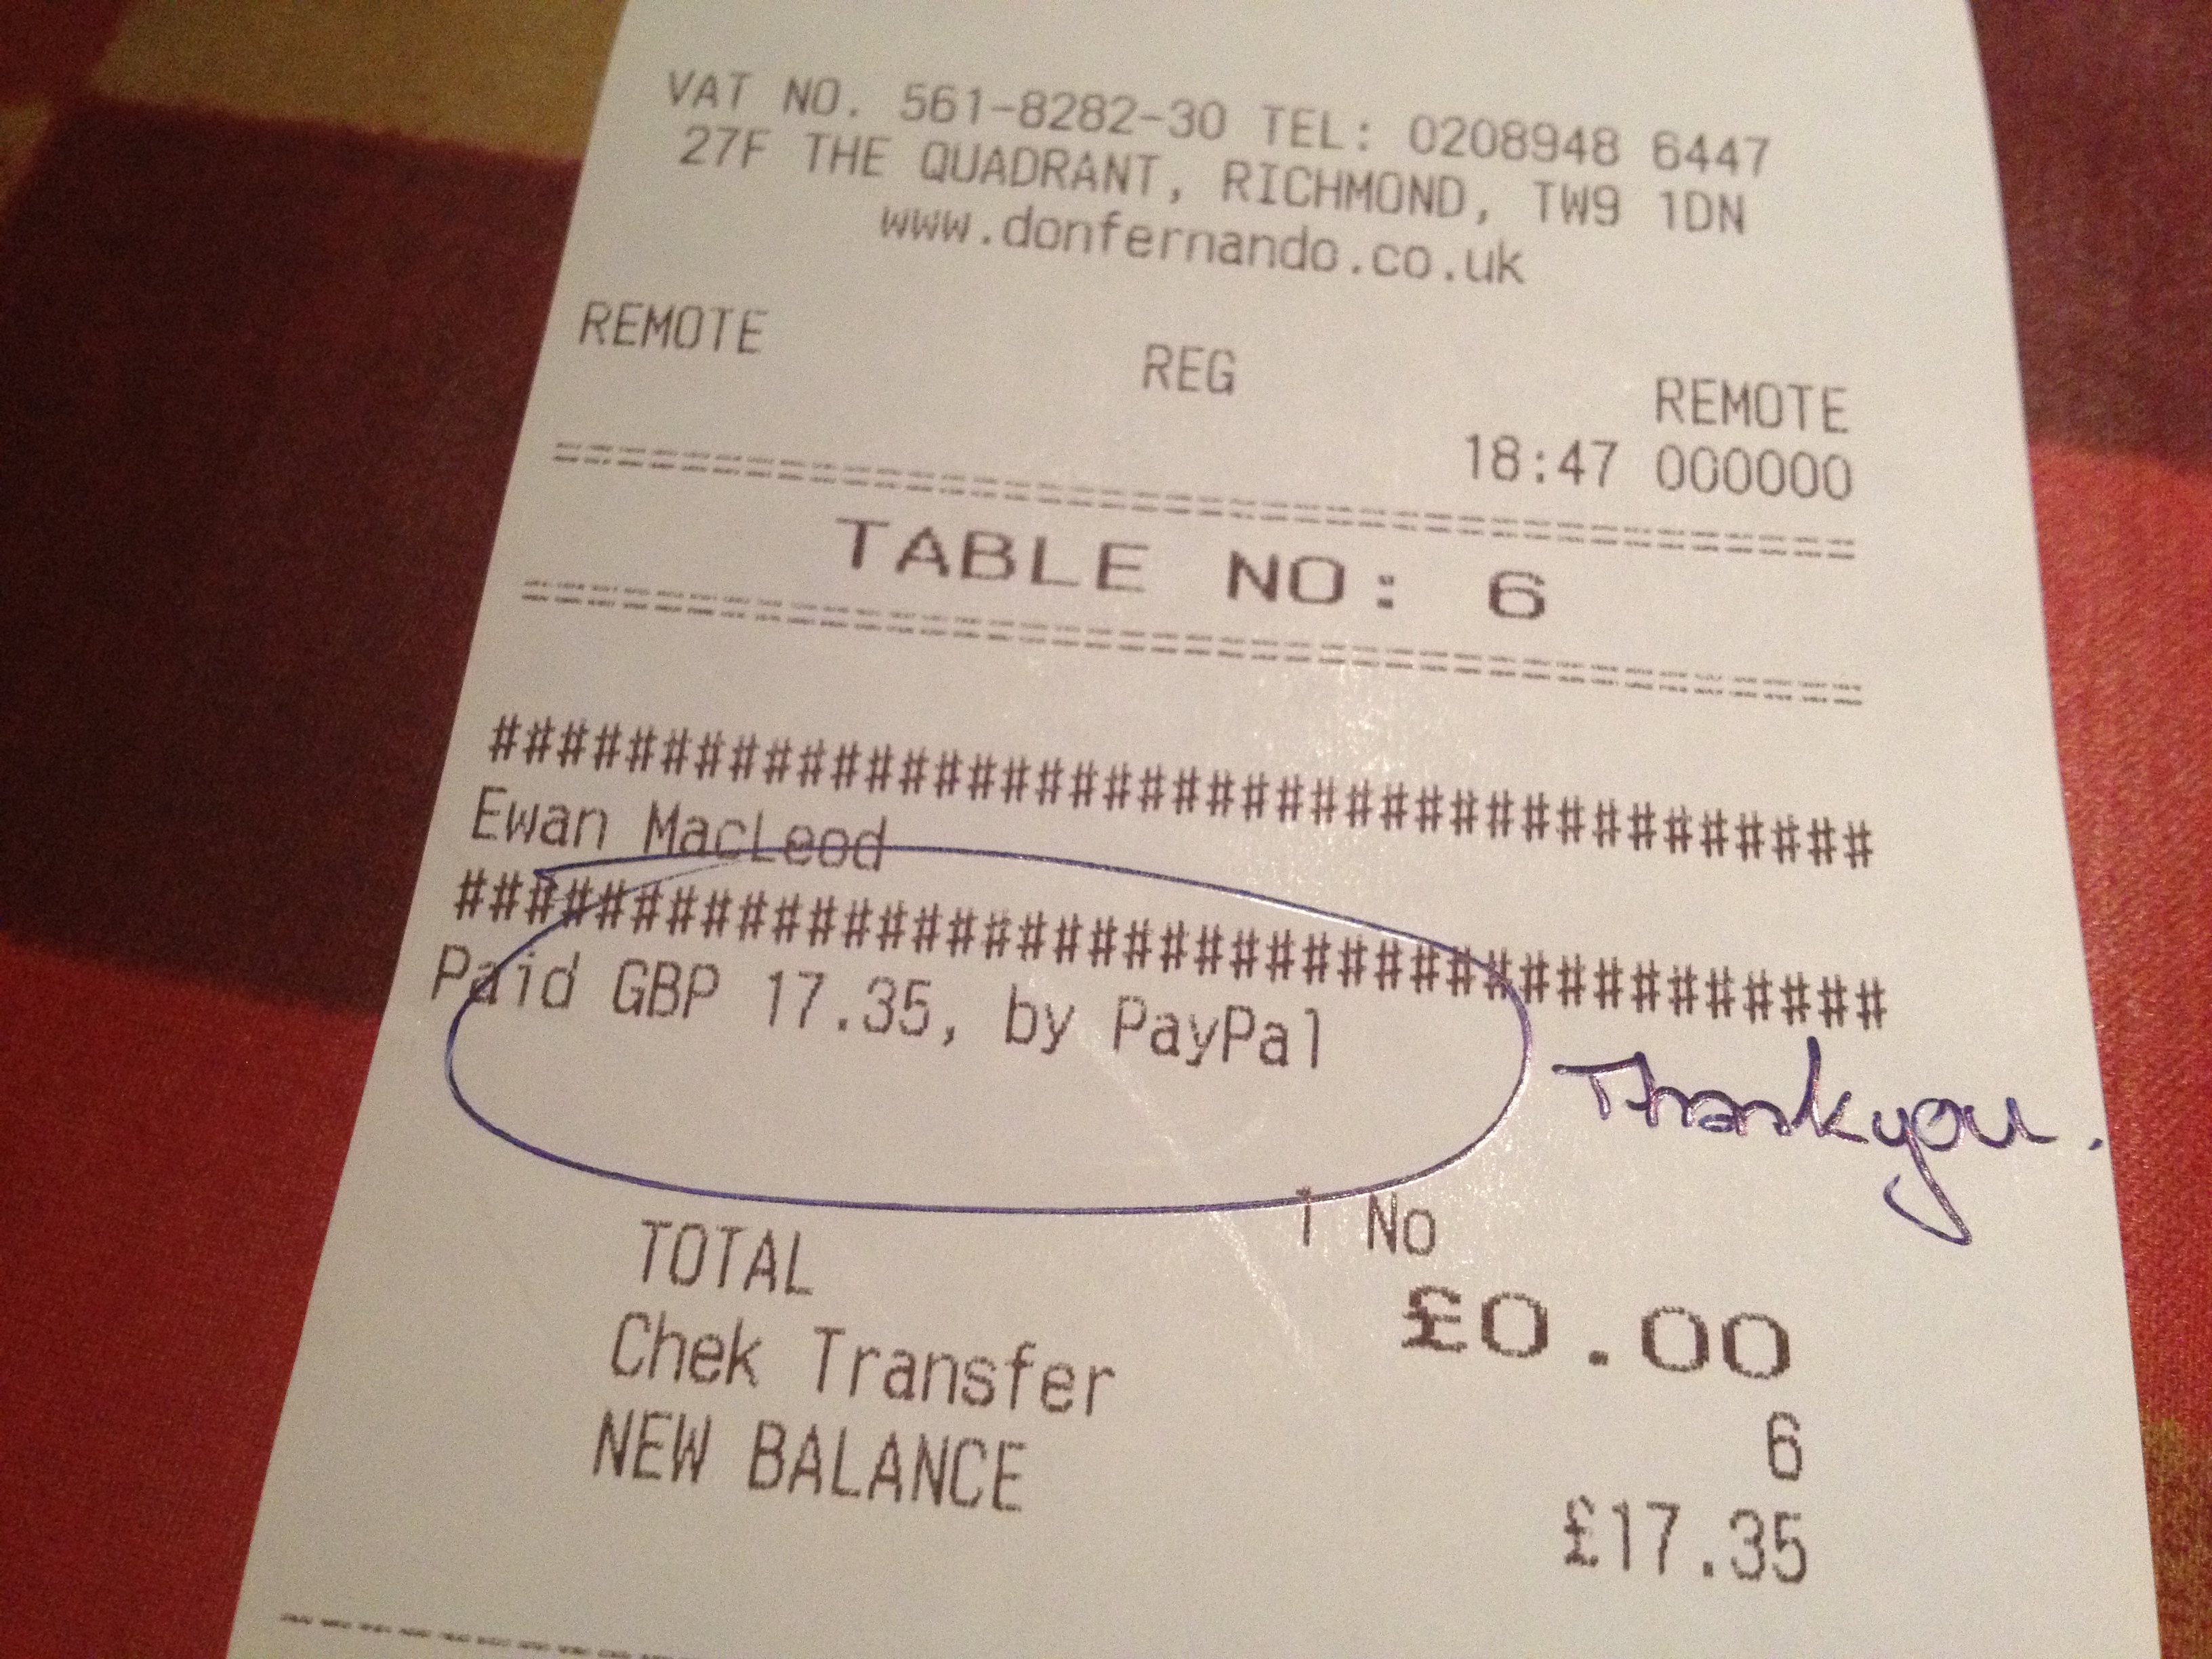 VAT NO. 561-8282-30 TEL: 0208948 6447
27F THE QUADRANT, RICHMOND, TW9 1DN
www.donfernando.co.uk
REMOTE REG REMOTE
18:47 000000
TABLE NO: 6
########################################
Ewan MacLeod
########################################
Paid GBP 17.35, by PayPal
Thank you.
1 No
TOTAL £0.00
Chek Transfer 6
NEW BALANCE £17.35